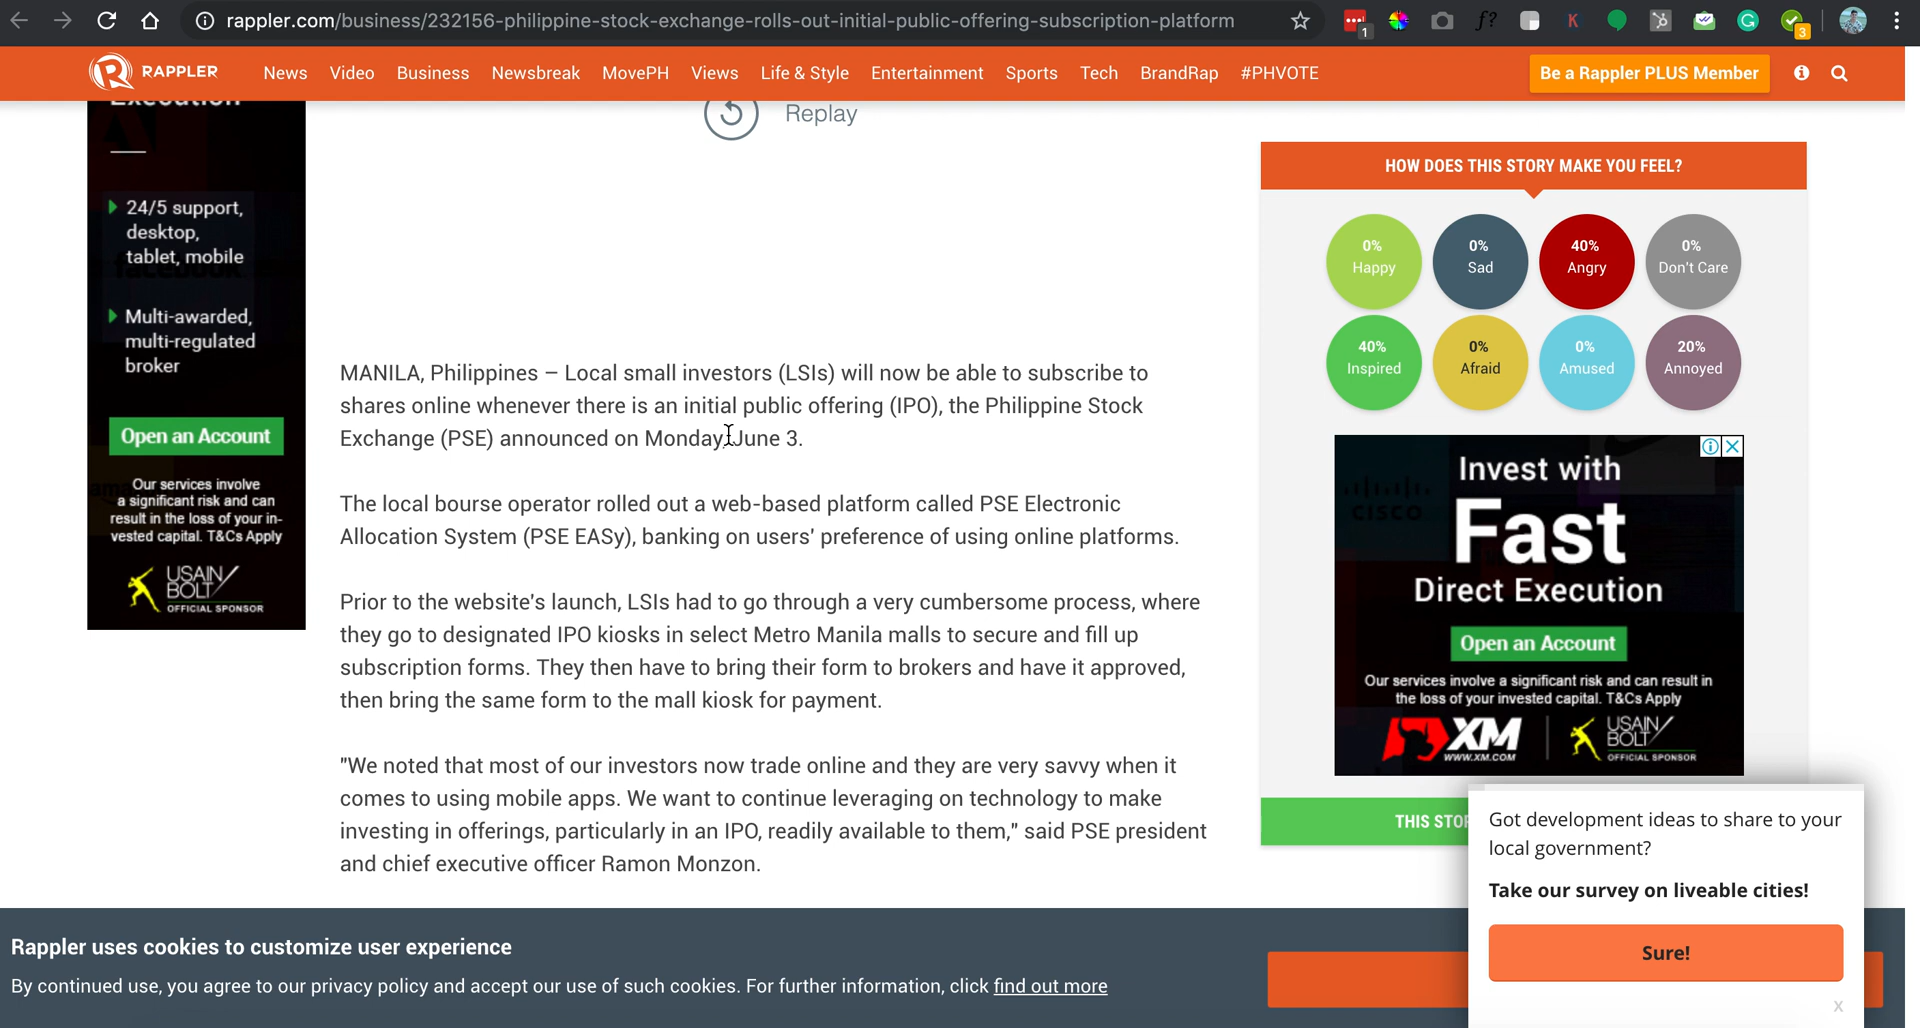 rappler.com/business/232156-philippine-stock-exchange-rolls-out-initial-public-offering-subscription-platform
1
f?
K
G
3
RAPPLER
News Video Business Newsbreak MovePH Views Life & Style Entertainment Sports Tech BrandRap #PHVOTE
Be a Rappler PLUS Member
Execution
24/5 support,
desktop,
tablet, mobile
Multi-awarded,
multi-regulated
broker
Open an Account
Our services involve
a significant risk and can
result in the loss of your in-
vested capital. T&Cs Apply
USAIN
BOLT
OFFICIAL SPONSOR
Replay
MANILA, Philippines – Local small investors (LSIs) will now be able to subscribe to
shares online whenever there is an initial public offering (IPO), the Philippine Stock
Exchange (PSE) announced on Monday, June 3.
The local bourse operator rolled out a web-based platform called PSE Electronic
Allocation System (PSE EASy), banking on users' preference of using online platforms.
Prior to the website's launch, LSIs had to go through a very cumbersome process, where
they go to designated IPO kiosks in select Metro Manila malls to secure and fill up
subscription forms. They then have to bring their form to brokers and have it approved,
then bring the same form to the mall kiosk for payment.
"We noted that most of our investors now trade online and they are very savvy when it
comes to using mobile apps. We want to continue leveraging on technology to make
investing in offerings, particularly in an IPO, readily available to them," said PSE president
and chief executive officer Ramon Monzon.
HOW DOES THIS STORY MAKE YOU FEEL?
0% Happy
0% Sad
40% Angry
0% Don't Care
40% Inspired
0% Afraid
0% Amused
20% Annoyed
Invest with
Fast
Direct Execution
Open an Account
Our services involve a significant risk and can result in
the loss of your invested capital. T&Cs Apply
XM
WWW.XM.COM
USAIN
BOLT
OFFICIAL SPONSOR
THIS
Got development ideas to share to your
local government?
Take our survey on liveable cities!
Sure!
x
Rappler uses cookies to customize user experience
By continued use, you agree to our privacy policy and accept our use of such cookies. For further information, click find out more